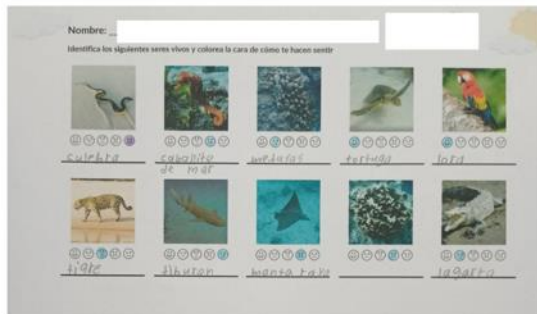 Nombre:
Identifica los siguientes seres vivos y colorea la cara de cómo te hacen sentir
culebra caballito medusas tortuga lora
de mar
tigre tiburon manta raya lagarto